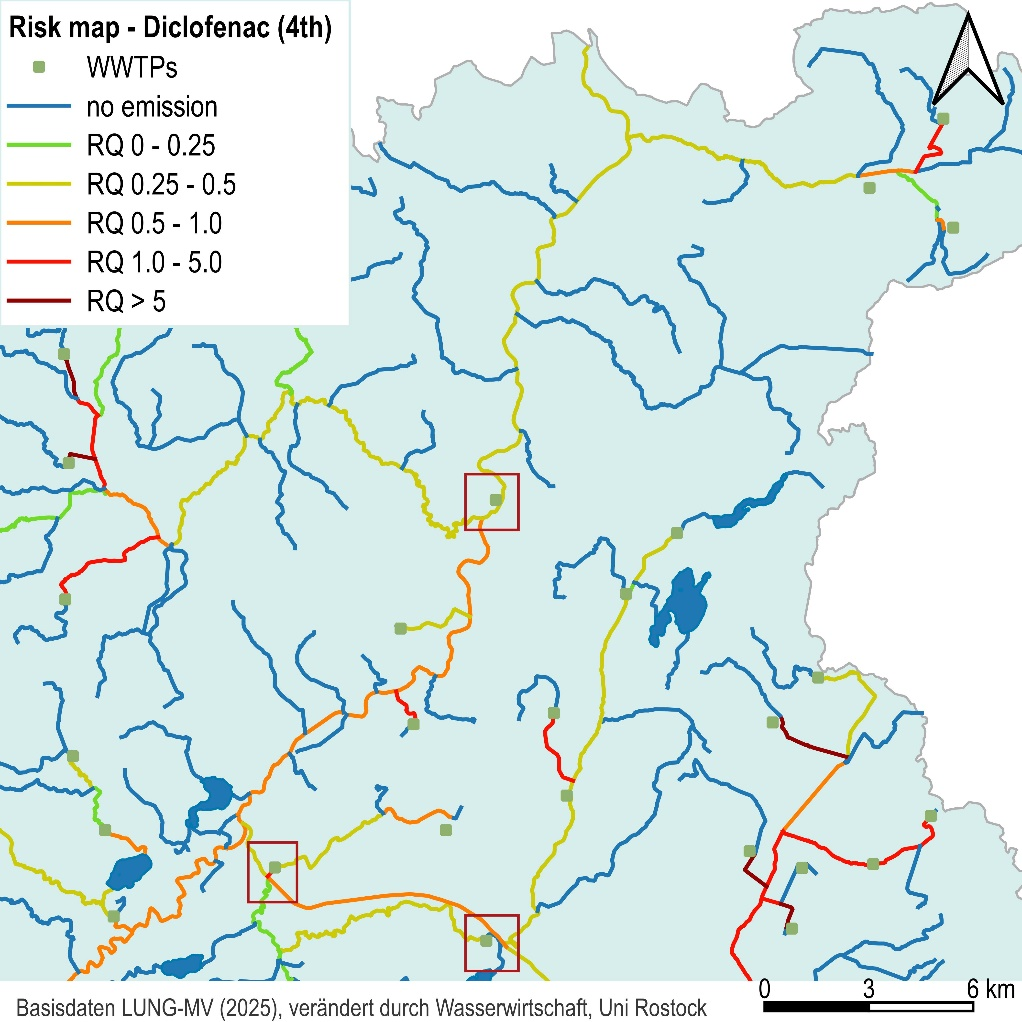 Risk map - Diclofenac (4th)
WWTPs
no emission
RQ 0 - 0.25
RQ 0.25 - 0.5
RQ 0.5 - 1.0
RQ 1.0 - 5.0
RQ > 5
0 3 6 km
Basisdaten LUNG-MV (2025), verändert durch Wasserwirtschaft, Uni Rostock